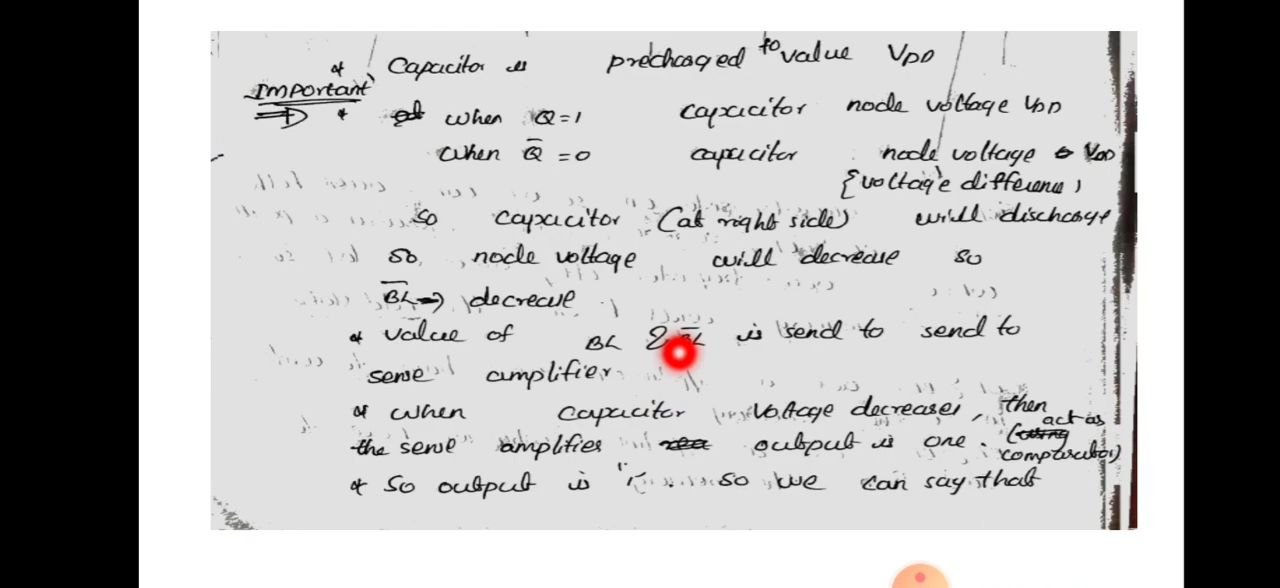 * Capacitor is precharged to value VDD
Important
⇒ * when Q=1 capacitor node voltage VDD
when Q̅ =0 capacitor node voltage VDD
{voltage difference}
so capacitor (at right side) will discharge
so node voltage will decrease so
B̅L̅ → decrease
* value of BL & B̅L̅ is send to send to
sense amplifier
* when capacitor voltage decreases, then
the sense amplifier output is one. (act as
comparator)
* so output is "1" so we can say that